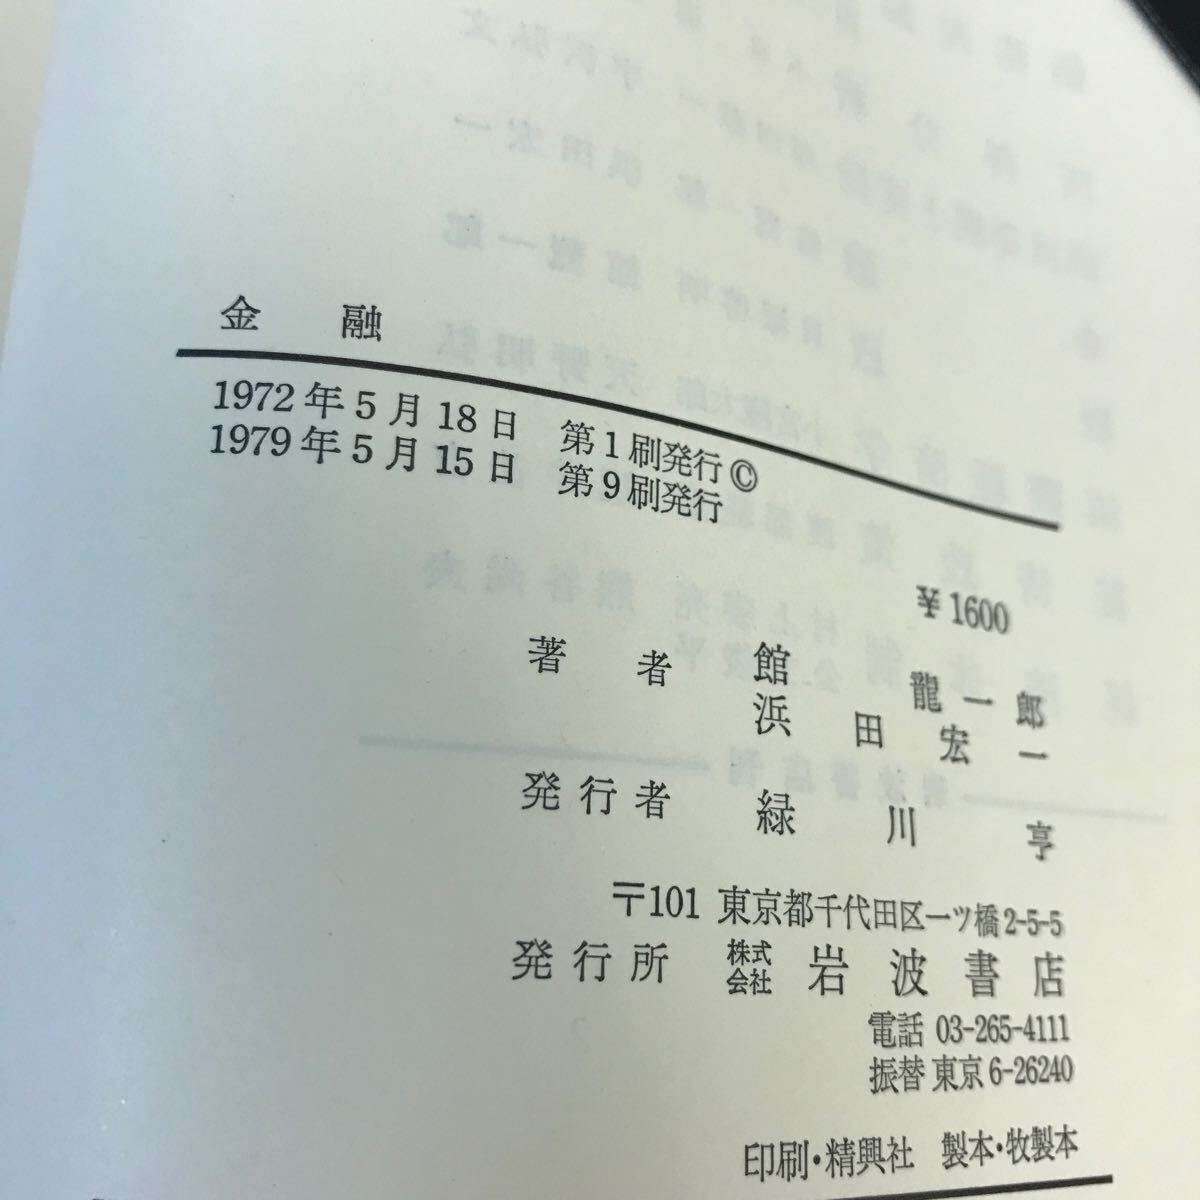 金融
1972年5月18日 第1刷発行©
1979年5月15日 第9刷発行
¥1600
著者 館龍一郎
浜田宏一
発行者 緑川亨
〒101 東京都千代田区一ツ橋2-5-5
発行所 株式会社 岩波書店
電話 03-265-4111
振替 東京6-26240
印刷・精興社 製本・牧製本